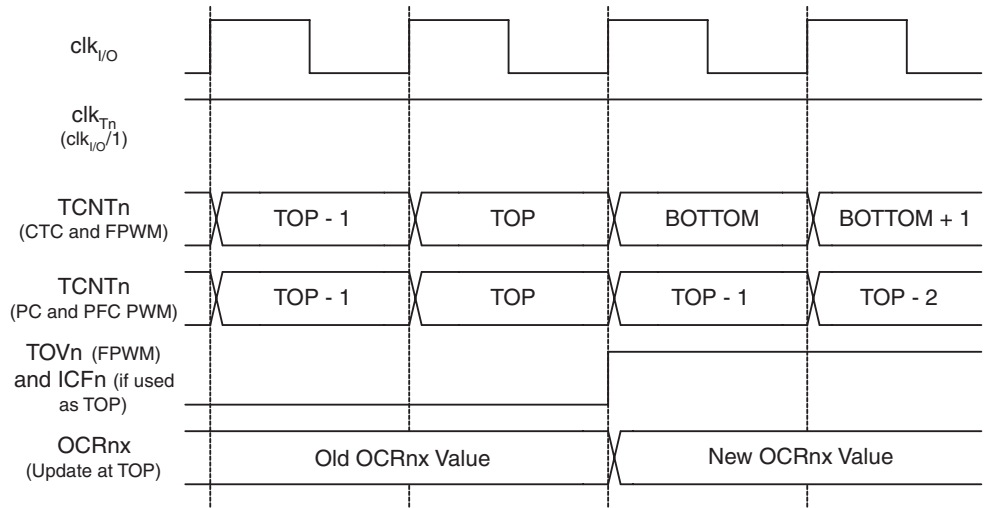 clkI/O
clkTn
(clkI/O/1)
TCNTn
(CTC and FPWM)
TOP - 1 TOP BOTTOM BOTTOM + 1
TCNTn
(PC and PFC PWM)
TOP - 1 TOP TOP - 1 TOP - 2
TOVn (FPWM)
and ICFn (if used
as TOP)
OCRnx
(Update at TOP)
Old OCRnx Value New OCRnx Value